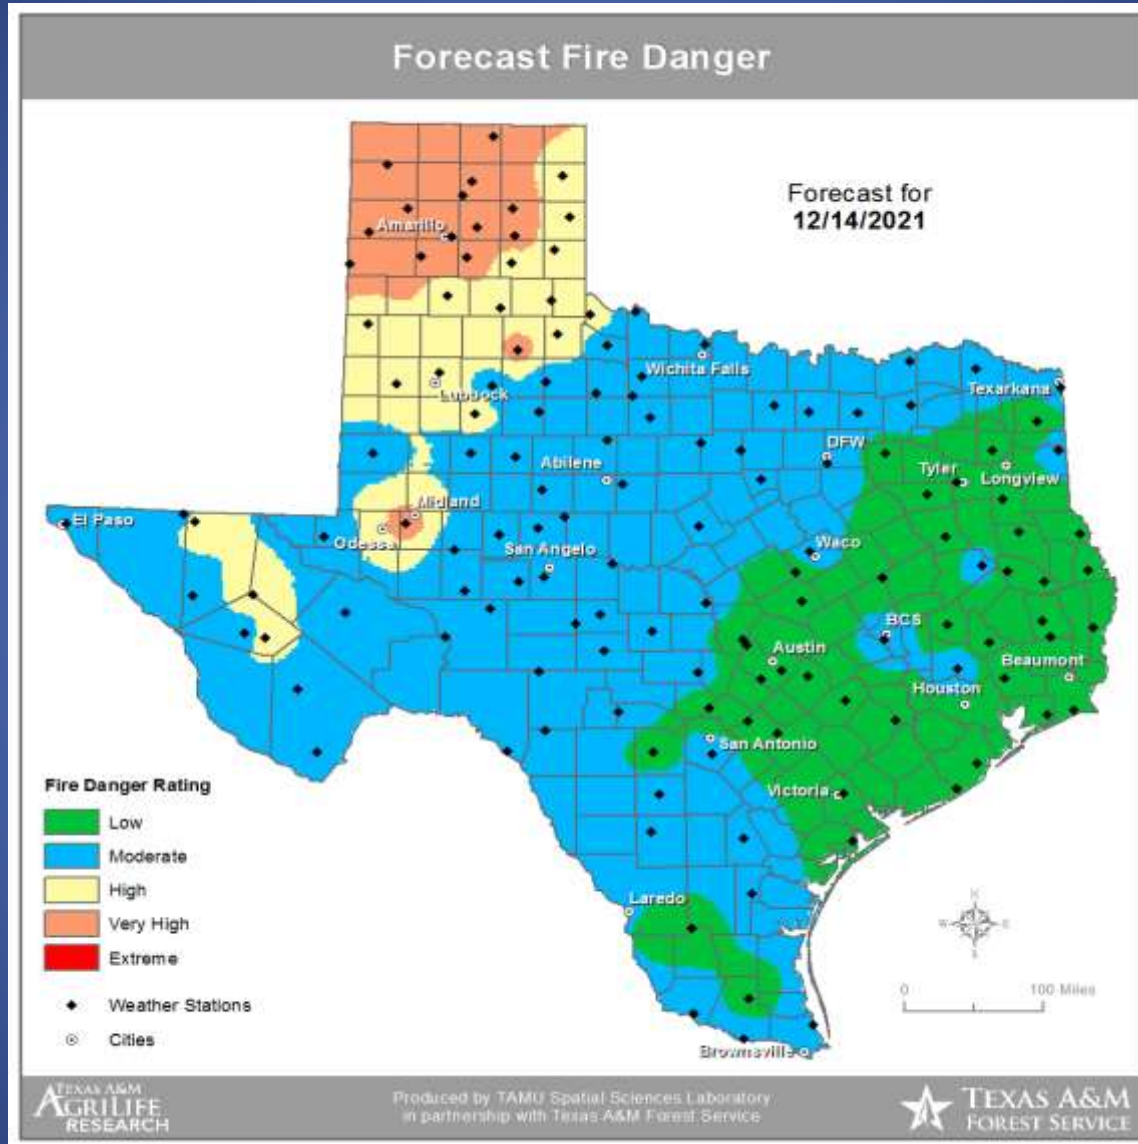 Forecast Fire Danger
Forecast for
12/14/2021
Amarillo
Lubbock
Wichita Falls
Texarkana
DFW
Abilene
Tyler
Longview
Midland
El Paso
Odessa
San Angelo
Waco
BCS
Austin
Beaumont
Houston
San Antonio
Victoria
Laredo
Brownsville
Fire Danger Rating
Low
Moderate
High
Very High
Extreme
Weather Stations
Cities
N
W E
S
0 100 Miles
TEXAS A&M
AGRILIFE
RESEARCH
Produced by TAMU Spatial Sciences Laboratory
in partnership with Texas A&M Forest Service
TEXAS A&M
FOREST SERVICE